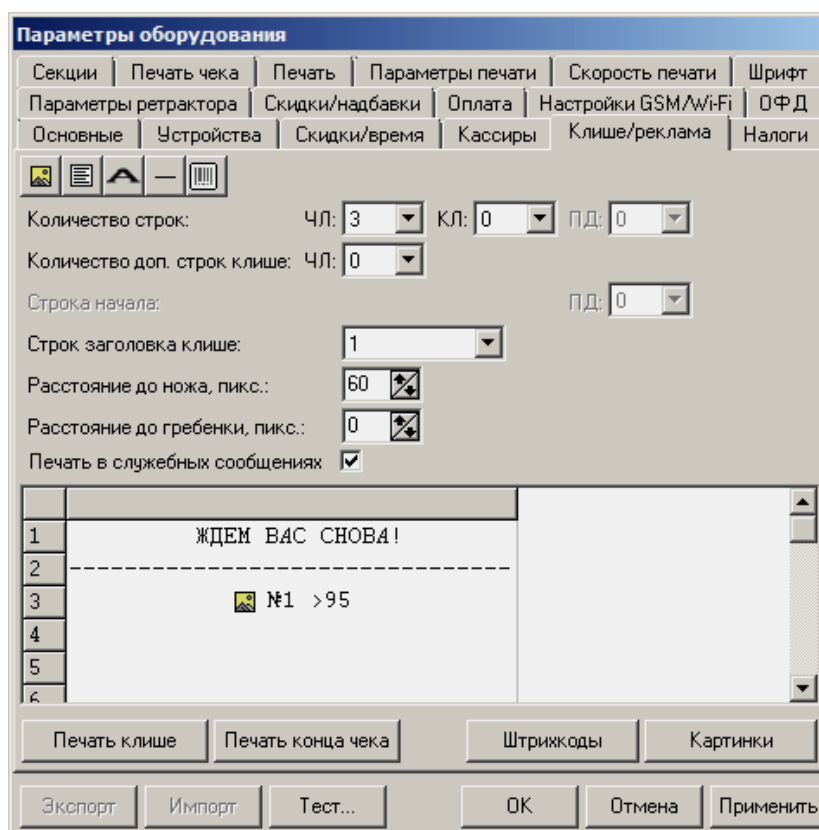 Параметры оборудования
Секции Печать чека Печать Параметры печати Скорость печати Шрифт
Параметры ретрактора Скидки/надбавки Оплата Настройки GSM/Wi-Fi ОФД
Основные Устройства Скидки/время Кассиры Клише/реклама Налоги
Количество строк: ЧЛ: 3 КЛ: 0 ПД: 0
Количество доп. строк клише: ЧЛ: 0
Строка начала: ПД: 0
Строк заголовка клише: 1
Расстояние до ножа, пикс.: 60
Расстояние до гребенки, пикс.: 0
Печать в служебных сообщениях
1 ЖДЕМ ВАС СНОВА!
2 --------------------------------
3 №1 >95
4
5
6
Печать клише Печать конца чека Штрихкоды Картинки
Экспорт Импорт Тест... ОК Отмена Применить